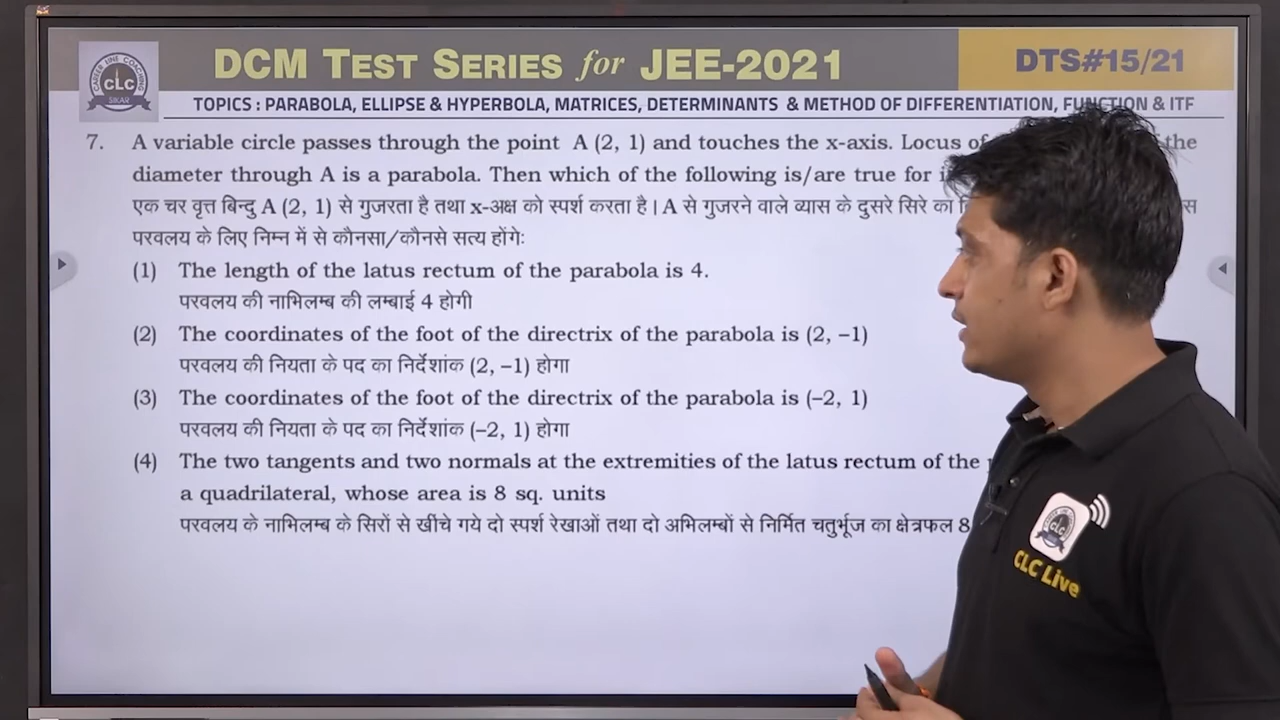 DCM TEST SERIES for JEE-2021
DTS#15/21
CAREER LINE COACHING
CLC
SIKAR
TOPICS : PARABOLA, ELLIPSE & HYPERBOLA, MATRICES, DETERMINANTS & METHOD OF DIFFERENTIATION, FUNCTION & ITF
7. A variable circle passes through the point A (2, 1) and touches the x-axis. Locus of the
diameter through A is a parabola. Then which of the following is/are true for
एक चर वृत्त बिन्दु A (2, 1) से गुजरता है तथा x-अक्ष को स्पर्श करता है। A से गुजरने वाले व्यास के दुसरे सिरे का
परवलय के लिए निम्न में से कौनसा/कौनसे सत्य होंगेः
(1) The length of the latus rectum of the parabola is 4.
परवलय की नाभिलम्ब की लम्बाई 4 होगी
(2) The coordinates of the foot of the directrix of the parabola is (2, –1)
परवलय की नियता के पद का निर्देशांक (2, –1) होगा
(3) The coordinates of the foot of the directrix of the parabola is (–2, 1)
परवलय की नियता के पद का निर्देशांक (–2, 1) होगा
(4) The two tangents and two normals at the extremities of the latus rectum of the
a quadrilateral, whose area is 8 sq. units
परवलय के नाभिलम्ब के सिरों से खींचे गये दो स्पर्श रेखाओं तथा दो अभिलम्बों से निर्मित चतुर्भूज का क्षेत्रफल 8
CLC
CLC Live